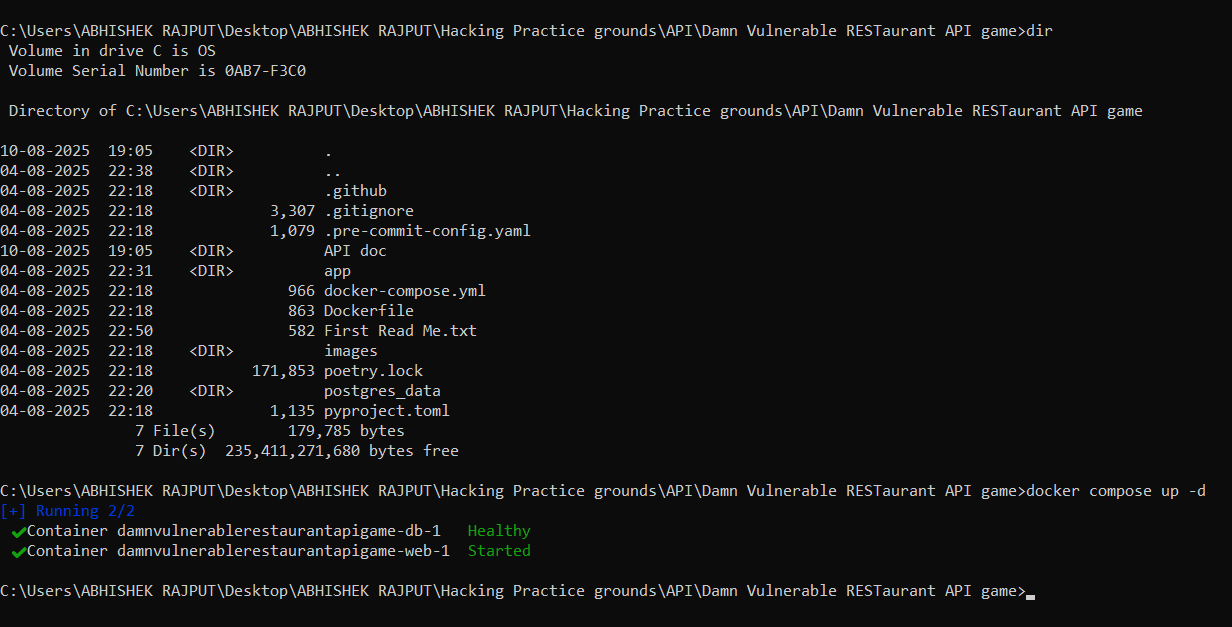 C:\Users\ABHISHEK RAJPUT\Desktop\ABHISHEK RAJPUT\Hacking Practice grounds\API\Damn Vulnerable RESTaurant API game>dir
 Volume in drive C is OS
 Volume Serial Number is 0AB7-F3C0

 Directory of C:\Users\ABHISHEK RAJPUT\Desktop\ABHISHEK RAJPUT\Hacking Practice grounds\API\Damn Vulnerable RESTaurant API game

10-08-2025  19:05    <DIR>          .
04-08-2025  22:38    <DIR>          ..
04-08-2025  22:18    <DIR>          .github
04-08-2025  22:18             3,307 .gitignore
04-08-2025  22:18             1,079 .pre-commit-config.yaml
10-08-2025  19:05    <DIR>          API doc
04-08-2025  22:31    <DIR>          app
04-08-2025  22:18               966 docker-compose.yml
04-08-2025  22:18               863 Dockerfile
04-08-2025  22:50               582 First Read Me.txt
04-08-2025  22:18    <DIR>          images
04-08-2025  22:18           171,853 poetry.lock
04-08-2025  22:20    <DIR>          postgres_data
04-08-2025  22:18             1,135 pyproject.toml
               7 File(s)        179,785 bytes
               7 Dir(s)  235,411,271,680 bytes free

C:\Users\ABHISHEK RAJPUT\Desktop\ABHISHEK RAJPUT\Hacking Practice grounds\API\Damn Vulnerable RESTaurant API game>docker compose up -d
[+] Running 2/2
 ✔Container damnvulnerablerestaurantapigame-db-1   Healthy
 ✔Container damnvulnerablerestaurantapigame-web-1  Started

C:\Users\ABHISHEK RAJPUT\Desktop\ABHISHEK RAJPUT\Hacking Practice grounds\API\Damn Vulnerable RESTaurant API game>